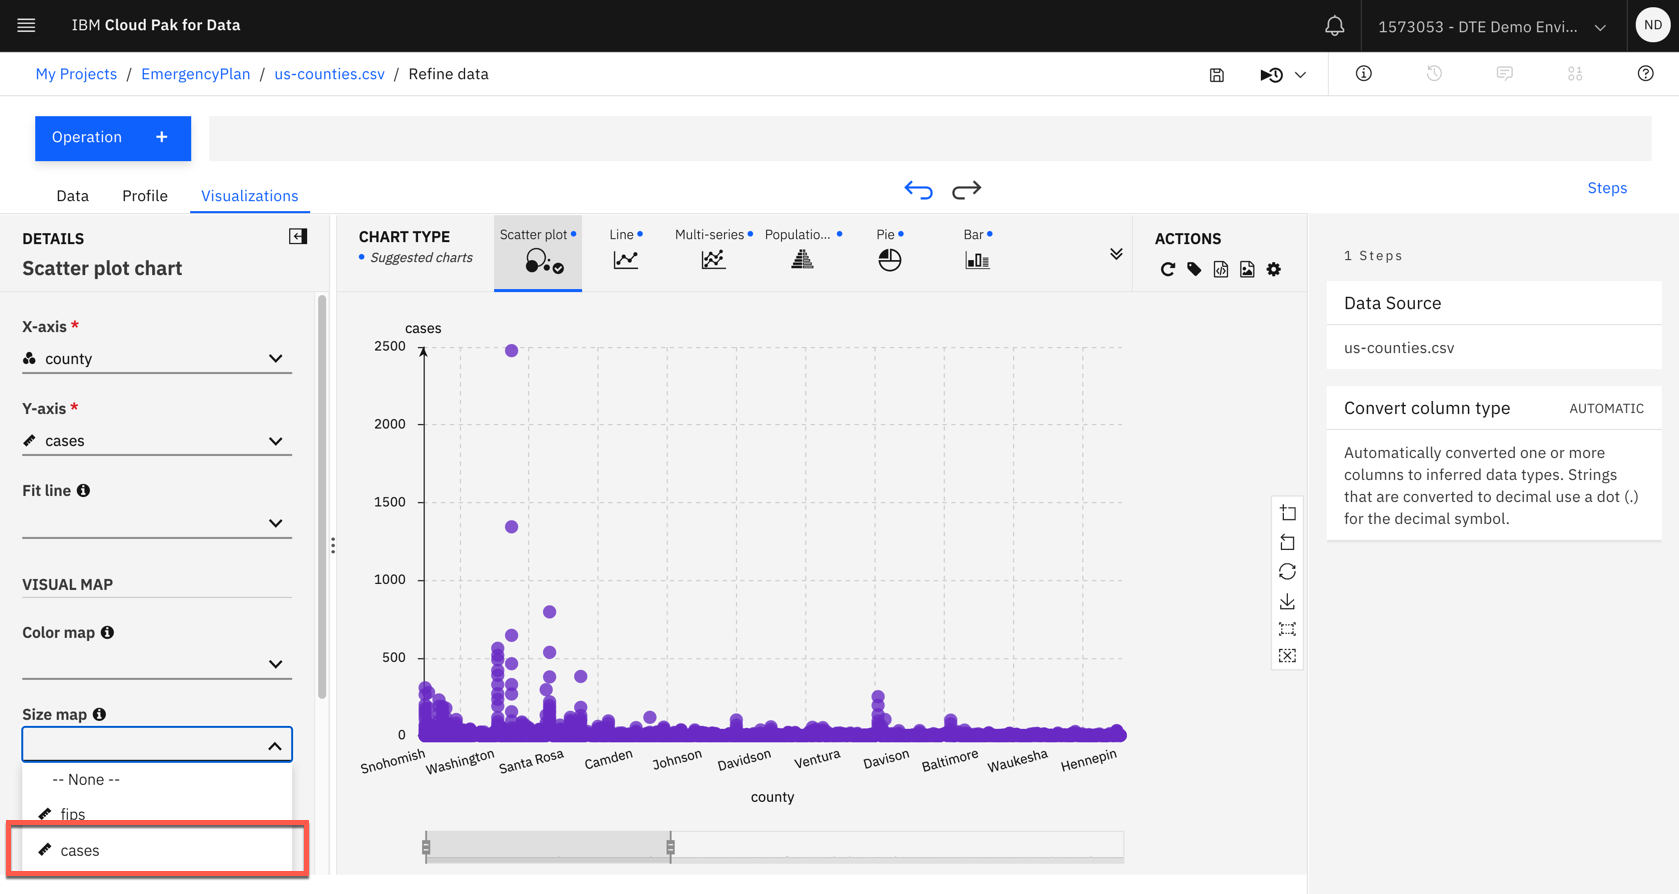 IBM Cloud Pak for Data
1573053 - DTE Demo Envi...
ND
My Projects / EmergencyPlan / us-counties.csv / Refine data
Operation +
Data
Profile
Visualizations
Steps
DETAILS
Scatter plot chart
X-axis *
county
Y-axis *
cases
Fit line
VISUAL MAP
Color map
Size map
-- None --
fips
cases
CHART TYPE
Suggested charts
Scatter plot
Line
Multi-series
Populatio...
Pie
Bar
ACTIONS
cases
2500
2000
1500
1000
500
0
Snohomish
Washington
Santa Rosa
Camden
Johnson
Davidson
Ventura
Davison
Baltimore
Waukesha
Hennepin
county
1 Steps
Data Source
us-counties.csv
Convert column type
AUTOMATIC
Automatically converted one or more
columns to inferred data types. Strings
that are converted to decimal use a dot (.)
for the decimal symbol.